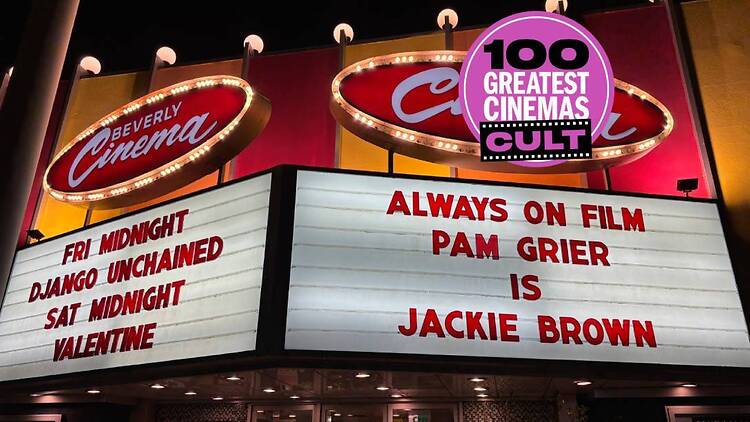 BEVERLY
Cinema
C
100
GREATEST
CINEMAS
CULT
FRI MIDNIGHT
DJANGO UNCHAINED
SAT MIDNIGHT
VALENTINE
ALWAYS ON FILM
PAM GRIER
IS
JACKIE BROWN